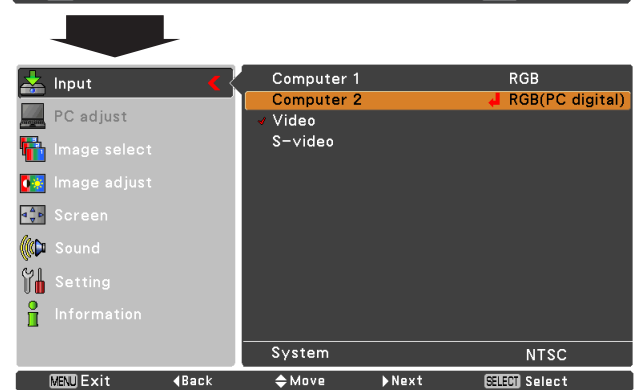 Input
PC adjust
Image select
Image adjust
Screen
Sound
Setting
Information
Computer 1 RGB
Computer 2 RGB(PC digital)
Video
S-video
System NTSC
MENU Exit Back Move Next SELECT Select